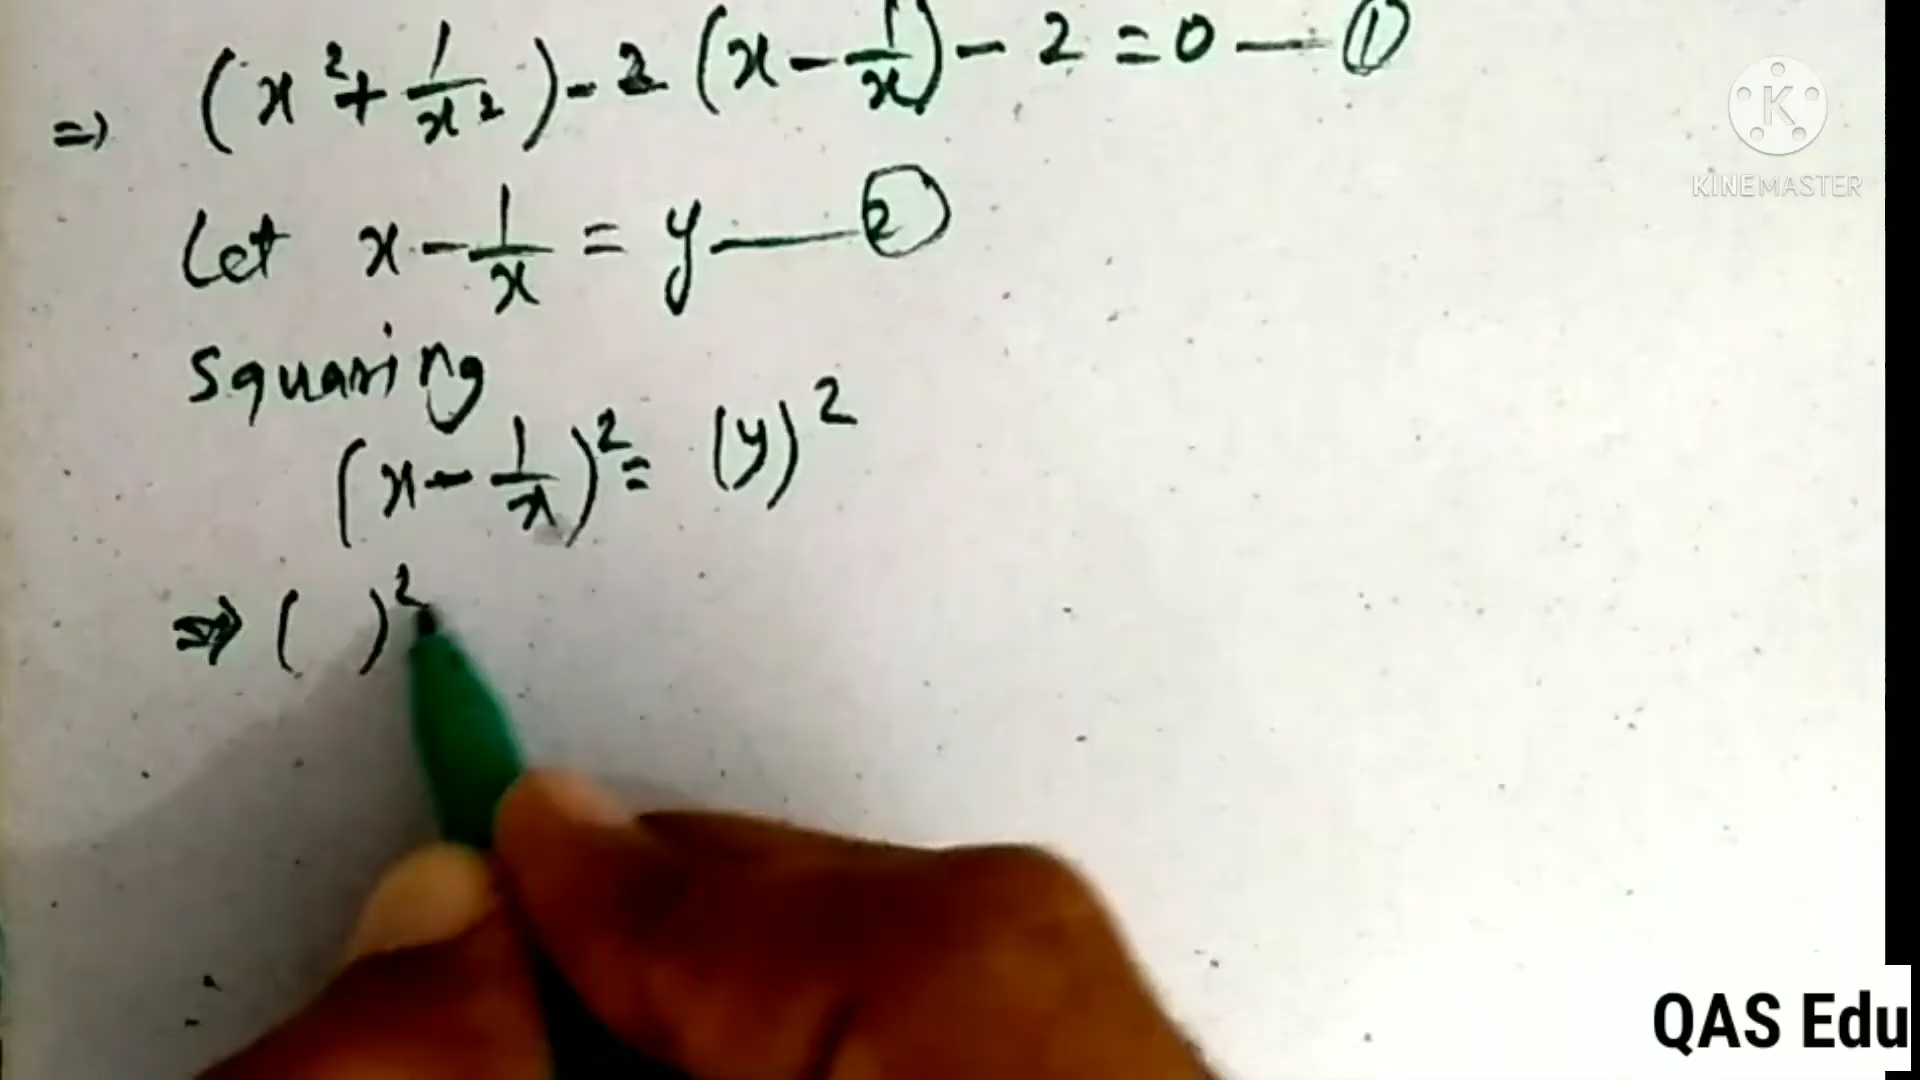 ⇒ (x² + 1/x²) - 2 (x - 1/x) - 2 = 0 — ①
KINEMASTER
Let x - 1/x = y — ②
Squaring
(x - 1/x)² = (y)²
⇒ ( )²
QAS Edu